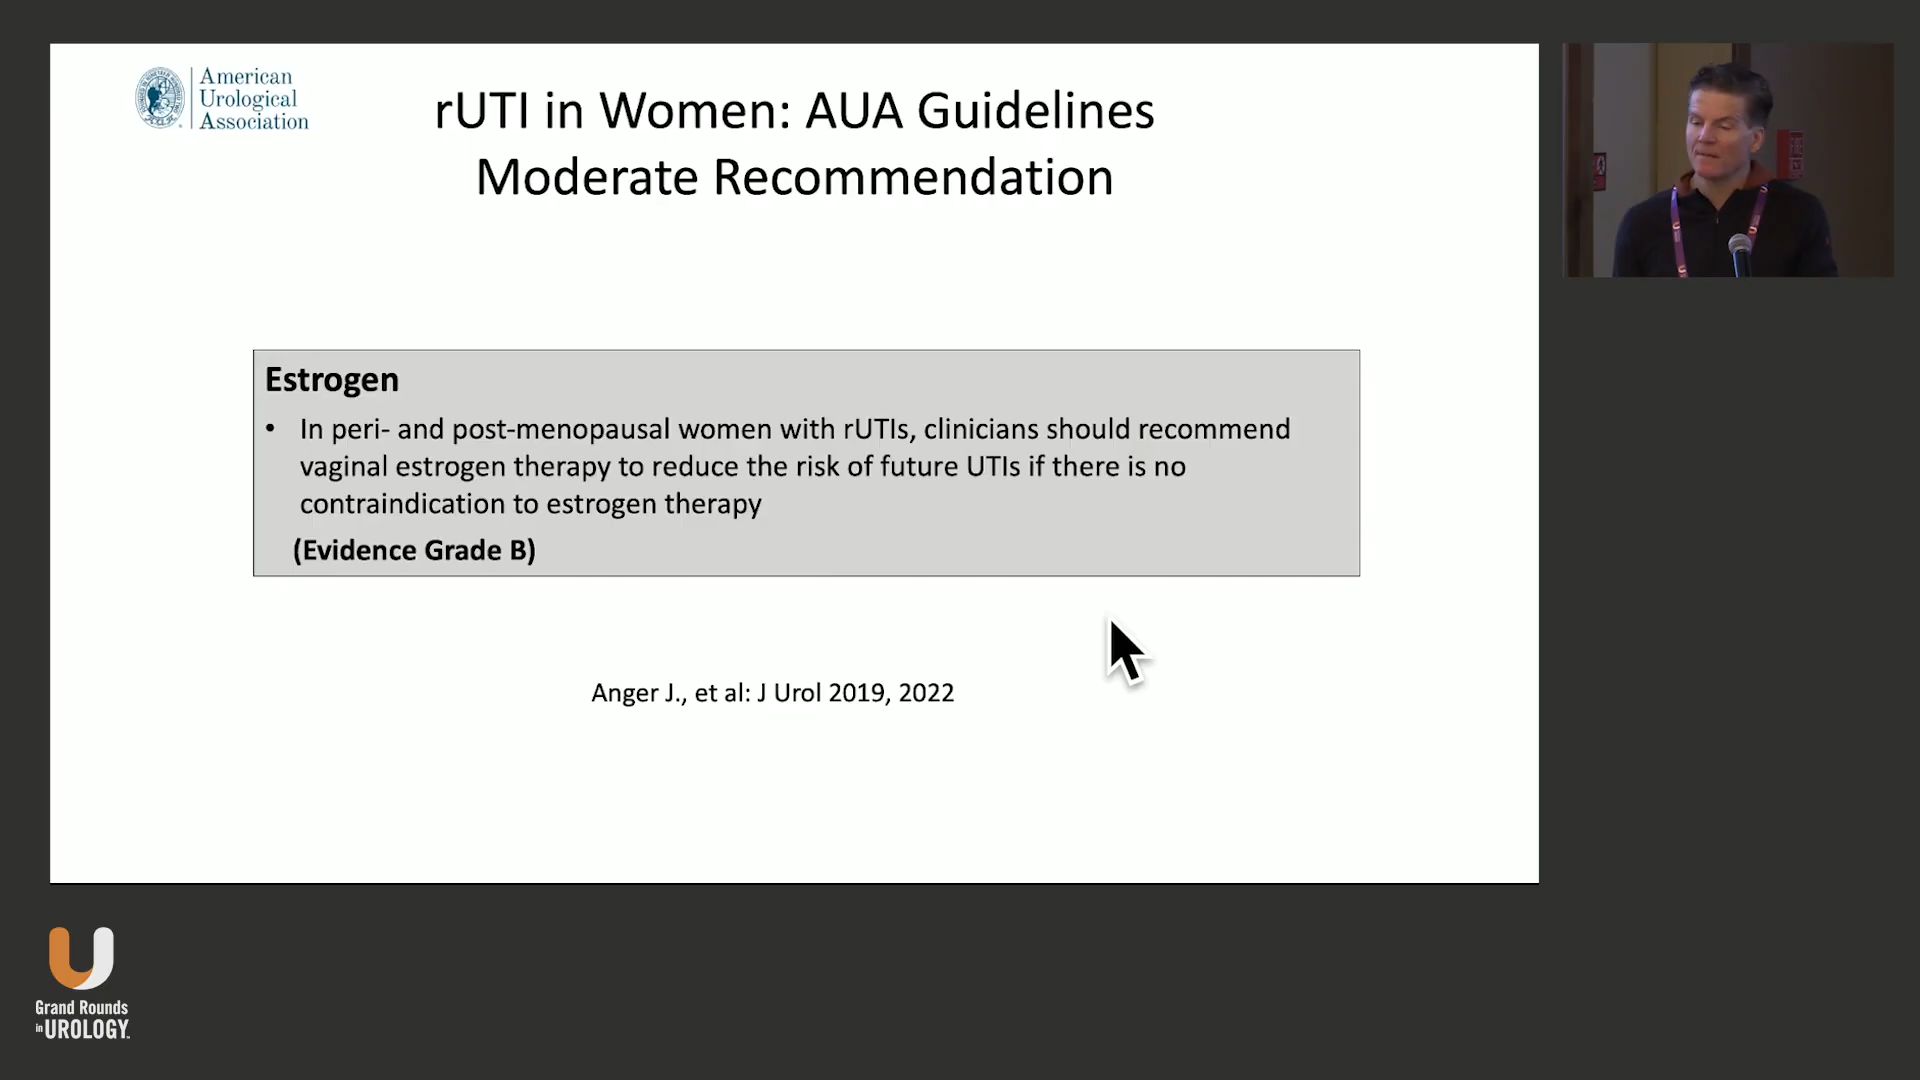 American
Urological
Association
rUTI in Women: AUA Guidelines
Moderate Recommendation
Estrogen
• In peri- and post-menopausal women with rUTIs, clinicians should recommend
vaginal estrogen therapy to reduce the risk of future UTIs if there is no
contraindication to estrogen therapy
(Evidence Grade B)
Anger J., et al: J Urol 2019, 2022
Grand Rounds
in UROLOGY